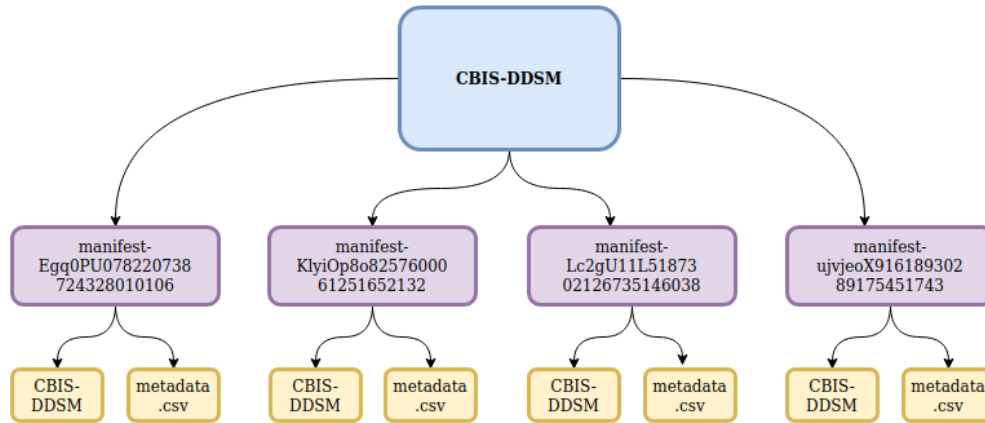 CBIS-DDSM
manifest-
Egq0PU078220738
724328010106
manifest-
KlyiOp8o82576000
61251652132
manifest-
Lc2gU11L51873
02126735146038
manifest-
ujvjeoX916189302
89175451743
CBIS-
DDSM
metadata
.csv
CBIS-
DDSM
metadata
.csv
CBIS-
DDSM
metadata
.csv
CBIS-
DDSM
metadata
.csv